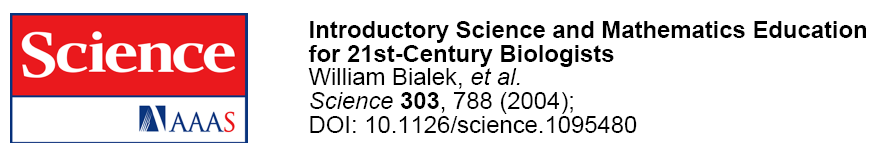 Science
AAAS
Introductory Science and Mathematics Education
for 21st-Century Biologists
William Bialek, et al.
Science 303, 788 (2004);
DOI: 10.1126/science.1095480